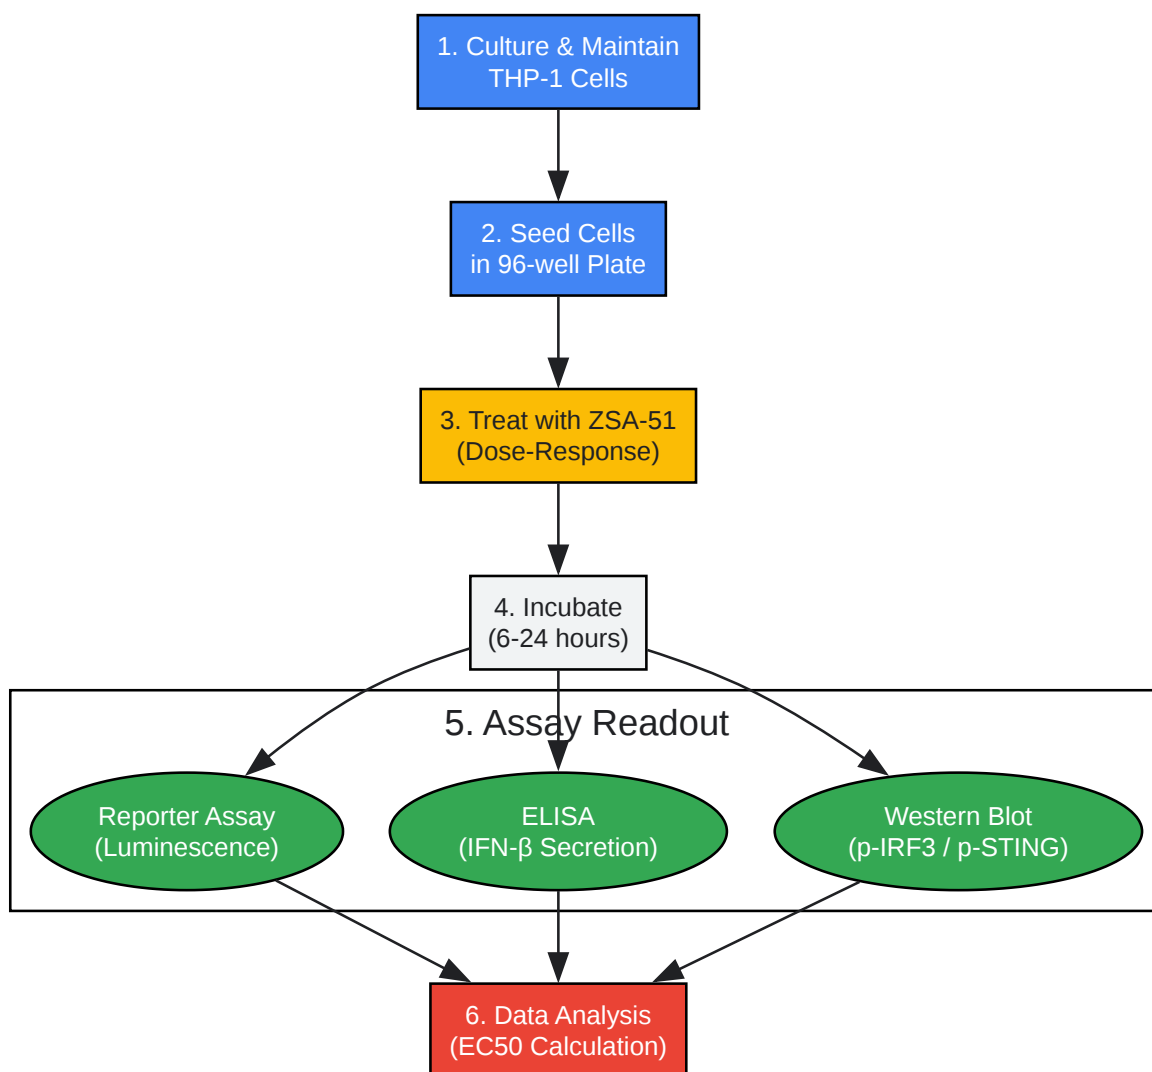 1. Culture & Maintain
THP-1 Cells
2. Seed Cells
in 96-well Plate
3. Treat with ZSA-51
(Dose-Response)
4. Incubate
(6-24 hours)
5. Assay Readout
Reporter Assay
(Luminescence)
ELISA
(IFN-β Secretion)
Western Blot
(p-IRF3 / p-STING)
6. Data Analysis
(EC50 Calculation)